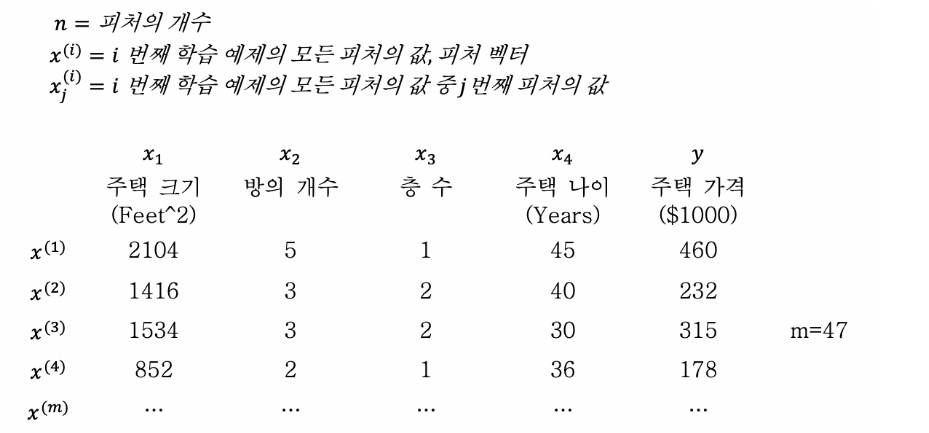 n = 피처의 개수
x^(i) = i 번째 학습 예제의 모든 피처의 값, 피처 벡터
x_j^(i) = i 번째 학습 예제의 모든 피처의 값 중 j 번째 피처의 값
x₁ x₂ x₃ x₄ y
주택 크기 방의 개수 층 수 주택 나이 주택 가격
(Feet^2) (Years) ($1000)
x^(1) 2104 5 1 45 460
x^(2) 1416 3 2 40 232
x^(3) 1534 3 2 30 315 m=47
x^(4) 852 2 1 36 178
x^(m) ... ... ... ... ...